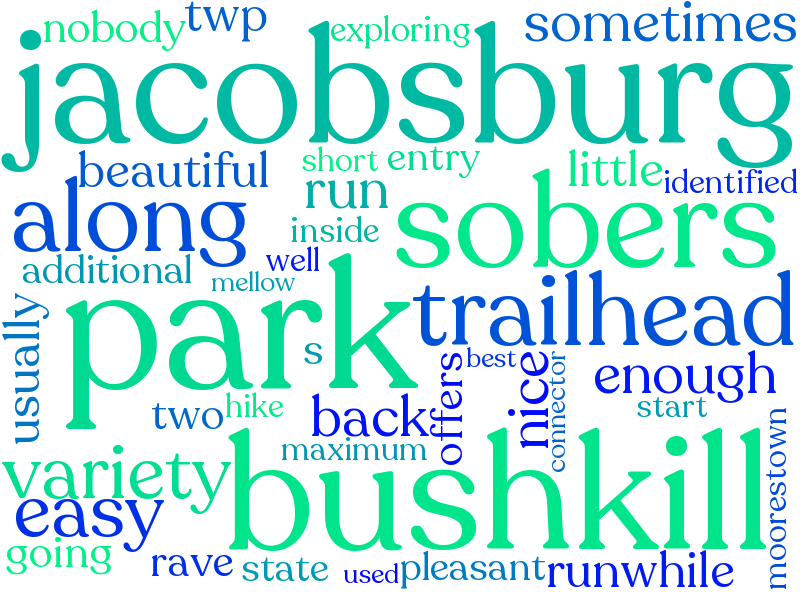 nobody
twp
exploring
sometimes
jacobsburg
beautiful
short
entry
little
identified
run
along
inside
sobers
additional
well
mellow
park
trailhead
usually
s
offers
best
nice
connector
enough
two
hike
back
start
maximum
variety
bushkill
moorestown
easy
going
rave
state
used
pleasant
runwhile